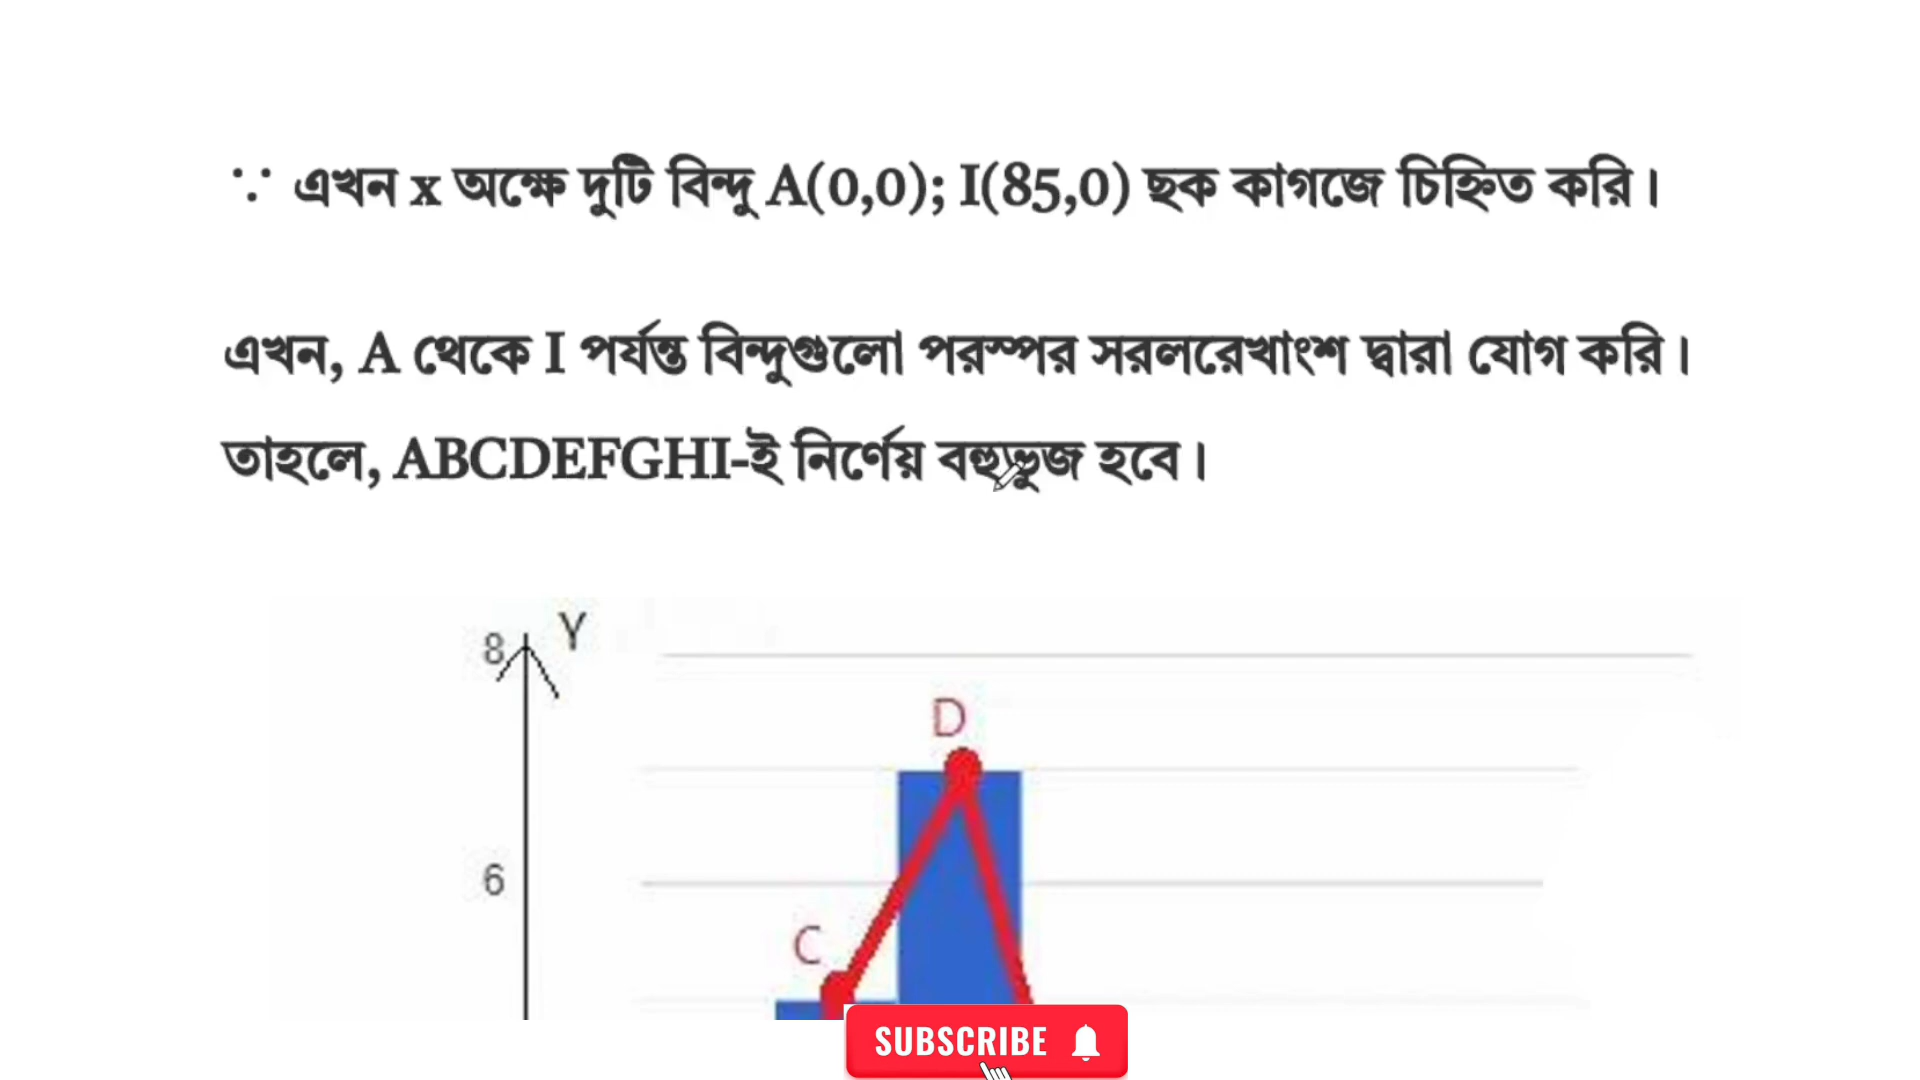 ∵ এখন x অক্ষে দুটি বিন্দু A(0,0); I(85,0) ছক কাগজে চিহ্নিত করি।
এখন, A থেকে I পর্যন্ত বিন্দুগুলো পরস্পর সরলরেখাংশ দ্বারা যোগ করি।
তাহলে, ABCDEFGHI-ই নির্ণেয় বহুভুজ হবে।
Y
8
D
6
C
SUBSCRIBE